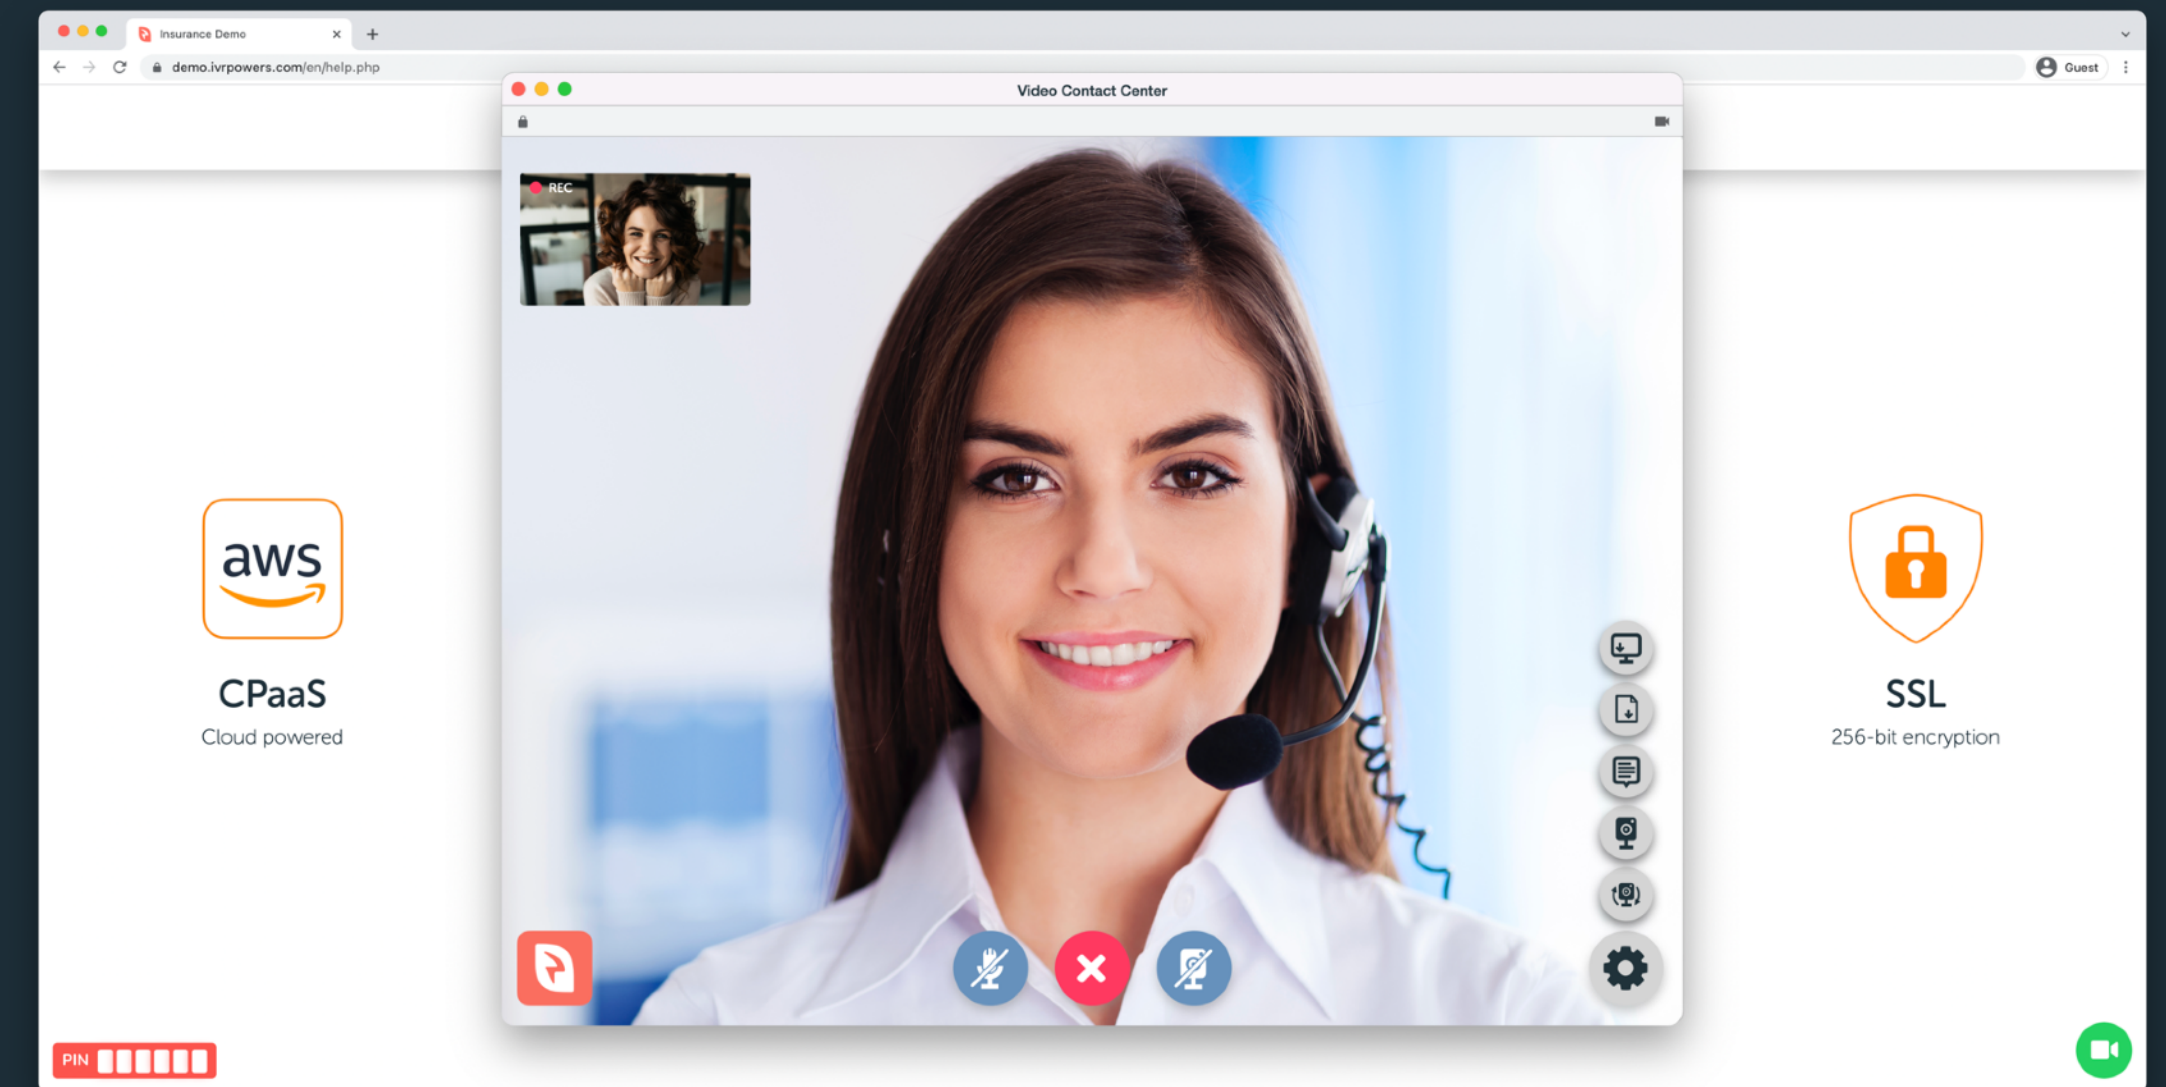 Insurance Demo
demo.ivrpowers.com/en/help.php
Guest
Video Contact Center
REC
aws
CPaaS
Cloud powered
SSL
256-bit encryption
PIN